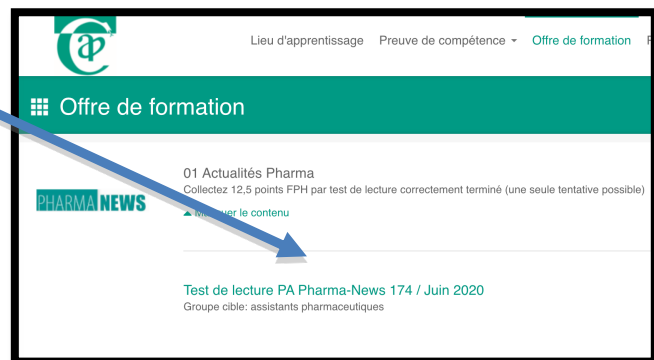 Lieu d'apprentissage Preuve de compétence Offre de formation
Offre de formation
01 Actualités Pharma
Collectez 12,5 points FPH par test de lecture correctement terminé (une seule tentative possible)
PHARMA NEWS
le contenu
Test de lecture PA Pharma-News 174 / Juin 2020
Groupe cible: assistants pharmaceutiques